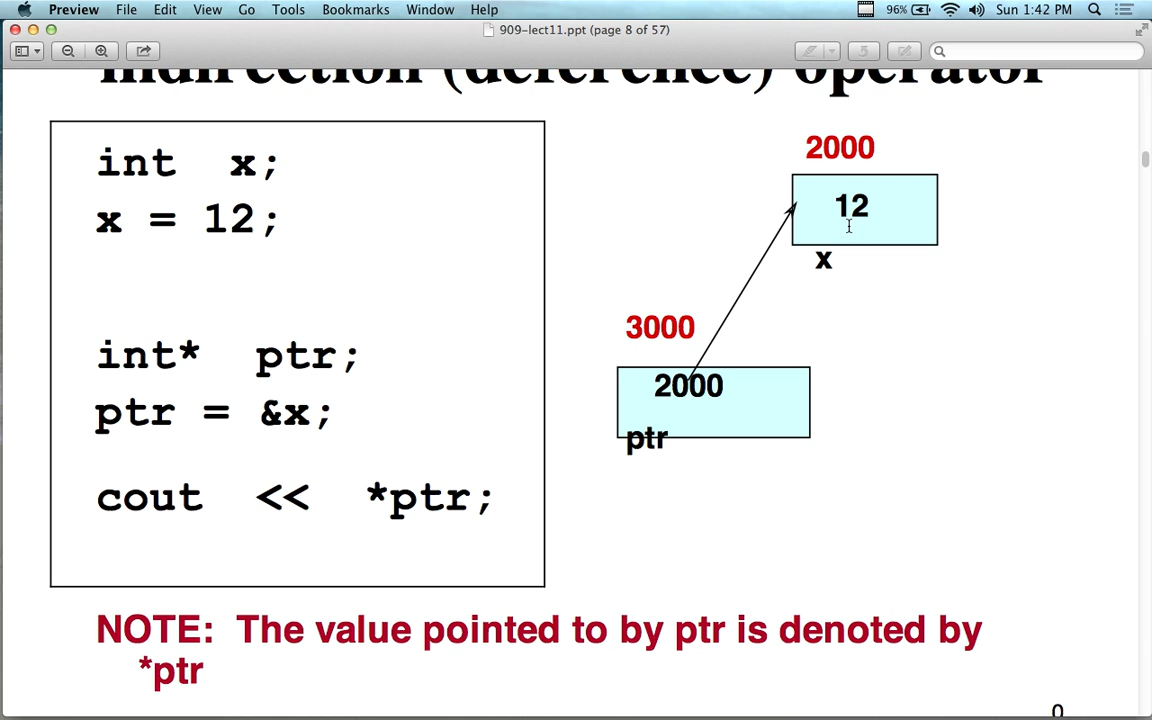 Preview File Edit View Go Tools Bookmarks Window Help 96% Sun 1:42 PM
909-lect11.ppt (page 8 of 57)
indirection (deference) operator
int x;
x = 12;
int* ptr;
ptr = &x;
cout << *ptr;
2000
12
x
3000
2000
ptr
NOTE: The value pointed to by ptr is denoted by
*ptr